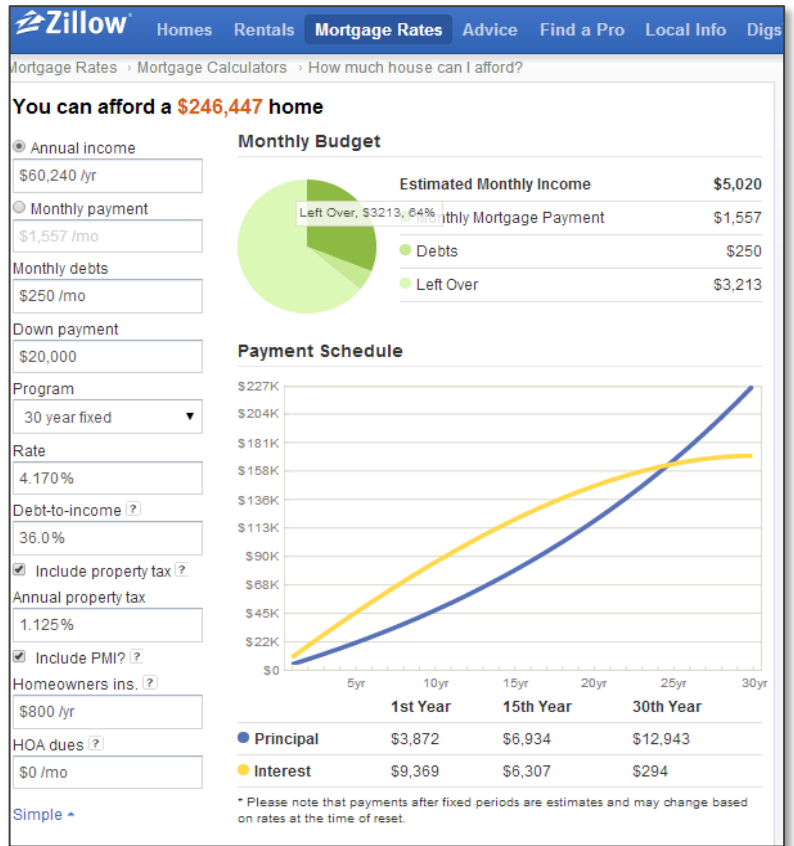 Zillow
Homes Rentals Mortgage Rates Advice Find a Pro Local Info Digs
Mortgage Rates › Mortgage Calculators › How much house can I afford?
You can afford a $246,447 home
Annual income
$60,240 /yr
Monthly payment
$1,557 /mo
Monthly debts
$250 /mo
Down payment
$20,000
Program
30 year fixed
Rate
4.170%
Debt-to-income ?
36.0%
Include property tax ?
Annual property tax
1.125%
Include PMI? ?
Homeowners ins. ?
$800 /yr
HOA dues ?
$0 /mo
Simple
Monthly Budget
Left Over, $3213, 64%
Estimated Monthly Income $5,020
Monthly Mortgage Payment $1,557
Debts $250
Left Over $3,213
Payment Schedule
$227K
$204K
$181K
$158K
$136K
$113K
$90K
$68K
$45K
$22K
$0
5yr 10yr 15yr 20yr 25yr 30yr
1st Year 15th Year 30th Year
Principal $3,872 $6,934 $12,943
Interest $9,369 $6,307 $294
* Please note that payments after fixed periods are estimates and may change based
on rates at the time of reset.